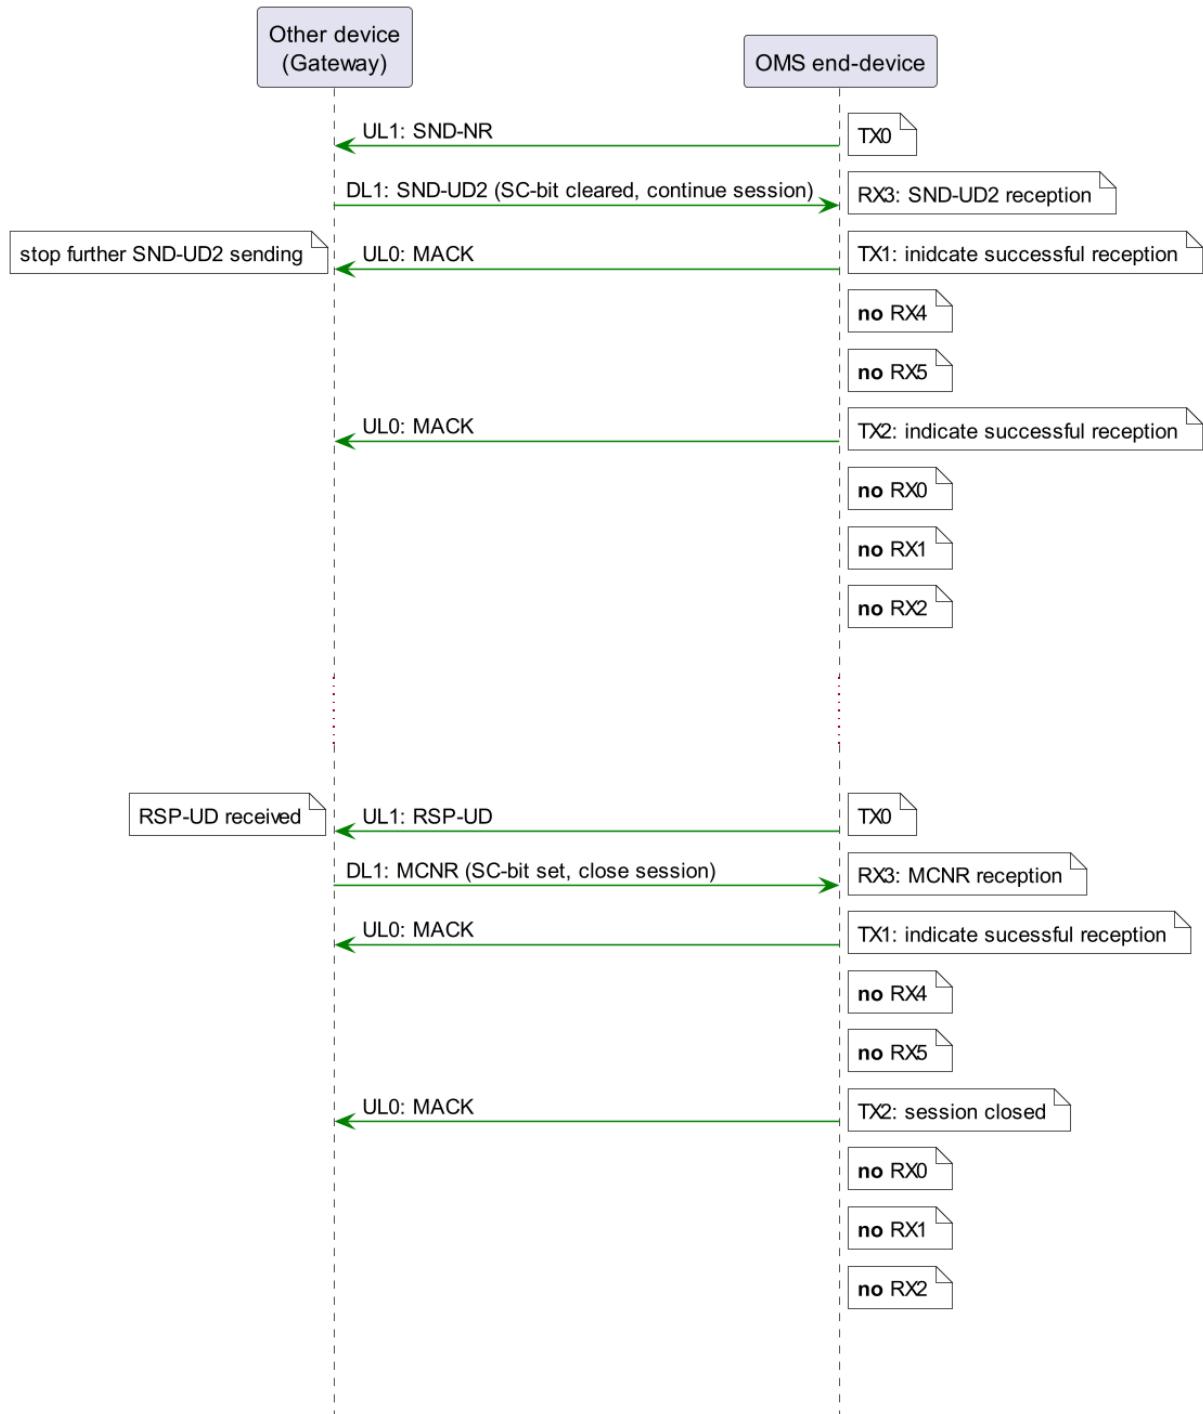 Other device
(Gateway)
OMS end-device
UL1: SND-NR
TX0
DL1: SND-UD2 (SC-bit cleared, continue session)
RX3: SND-UD2 reception
stop further SND-UD2 sending
UL0: MACK
TX1: inidcate successful reception
no RX4
no RX5
UL0: MACK
TX2: indicate successful reception
no RX0
no RX1
no RX2
RSP-UD received
UL1: RSP-UD
TX0
DL1: MCNR (SC-bit set, close session)
RX3: MCNR reception
UL0: MACK
TX1: indicate sucessful reception
no RX4
no RX5
UL0: MACK
TX2: session closed
no RX0
no RX1
no RX2